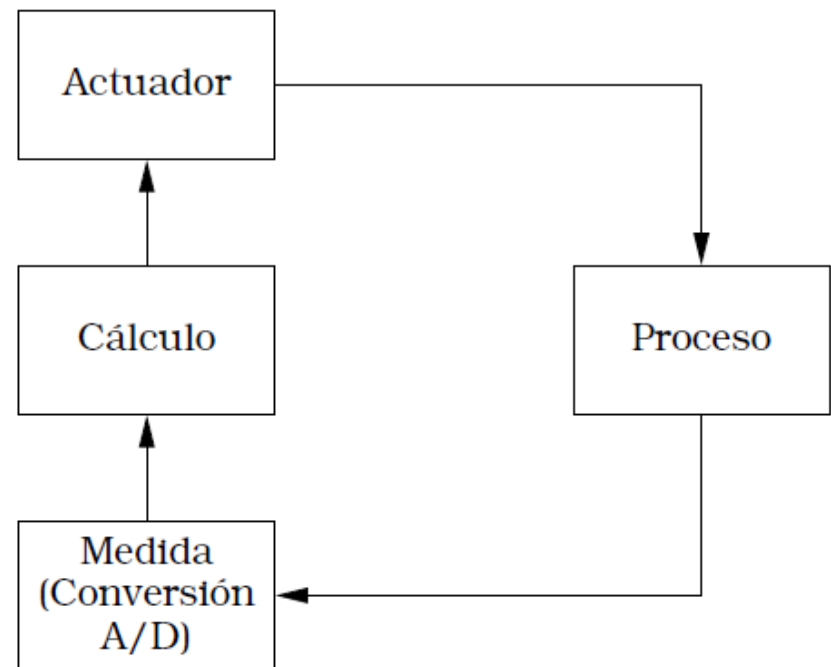 Actuador
Cálculo
Proceso
Medida
(Conversión
A/D)